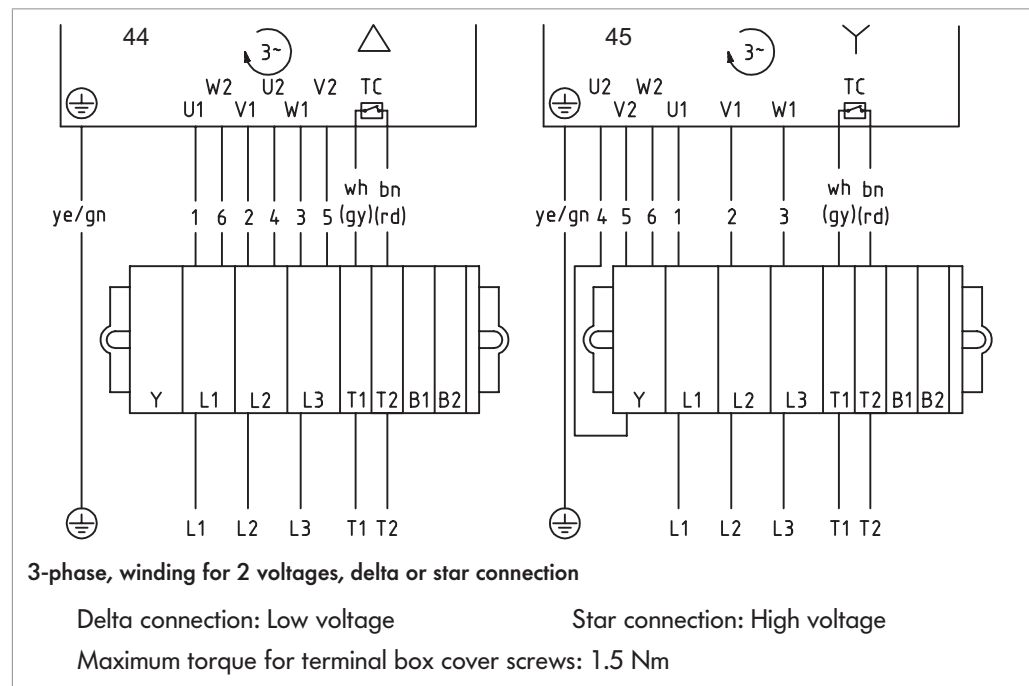 44 3~
W2 U2 V2 TC
U1 V1 W1
wh bn
ye/gn 1 6 2 4 3 5 (gy)(rd)
Y L1 L2 L3 T1 T2 B1 B2
L1 L2 L3 T1 T2
45 3~
U2 W2 TC
V2 U1 V1 W1
wh bn
ye/gn 4 5 6 1 2 3 (gy)(rd)
Y L1 L2 L3 T1 T2 B1 B2
L1 L2 L3 T1 T2
3-phase, winding for 2 voltages, delta or star connection
Delta connection: Low voltage Star connection: High voltage
Maximum torque for terminal box cover screws: 1.5 Nm